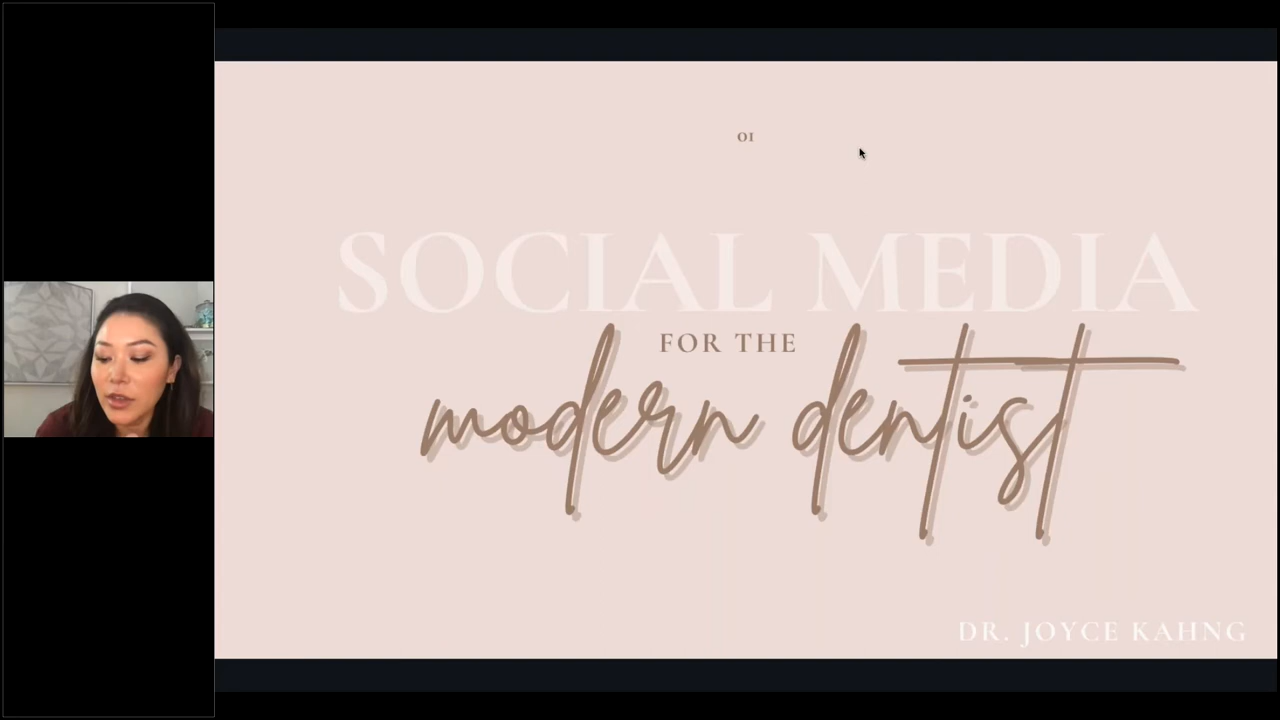 01
SOCIAL MEDIA
FOR THE
modern dentist
DR. JOYCE KAHNG